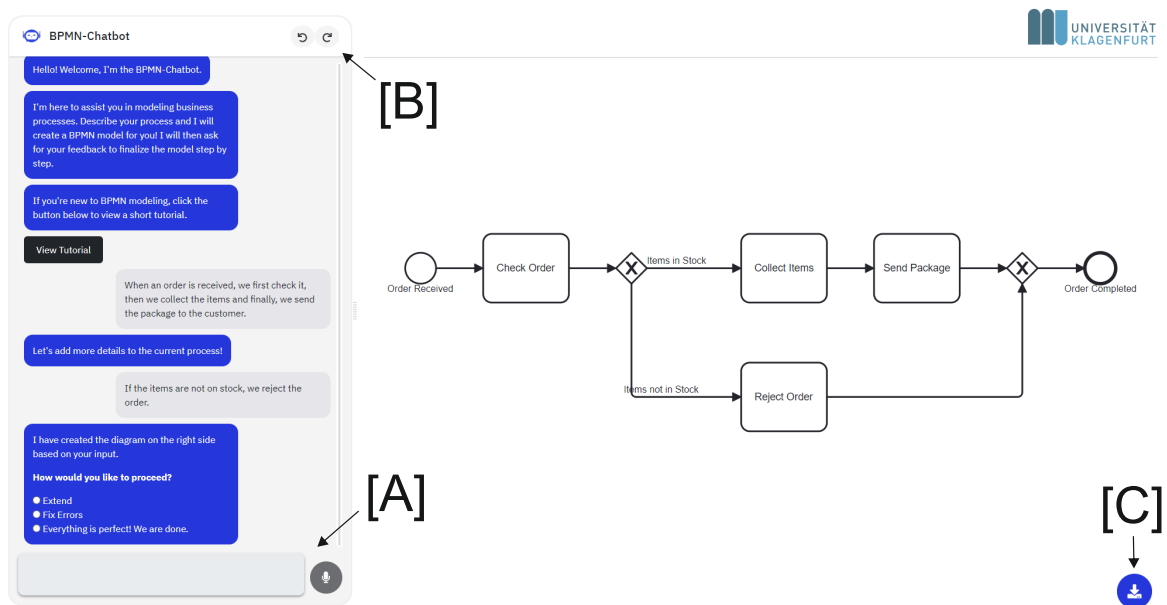 BPMN-Chatbot
UNIVERSITÄT
KLAGENFURT
Hello! Welcome, I'm the BPMN-Chatbot.
[B]
I'm here to assist you in modeling business
processes. Describe your process and I will
create a BPMN model for you! I will then ask
for your feedback to finalize the model step by
step.
If you're new to BPMN modeling, click the
button below to view a short tutorial.
View Tutorial
When an order is received, we first check it,
then we collect the items and finally, we send
the package to the customer.
Let's add more details to the current process!
If the items are not on stock, we reject the
order.
I have created the diagram on the right side
based on your input.
How would you like to proceed?
Extend
Fix Errors
Everything is perfect! We are done.
[A]
Order Received
Check Order
X
Items in Stock
Collect Items
Send Package
X
Order Completed
Items not in Stock
Reject Order
[C]